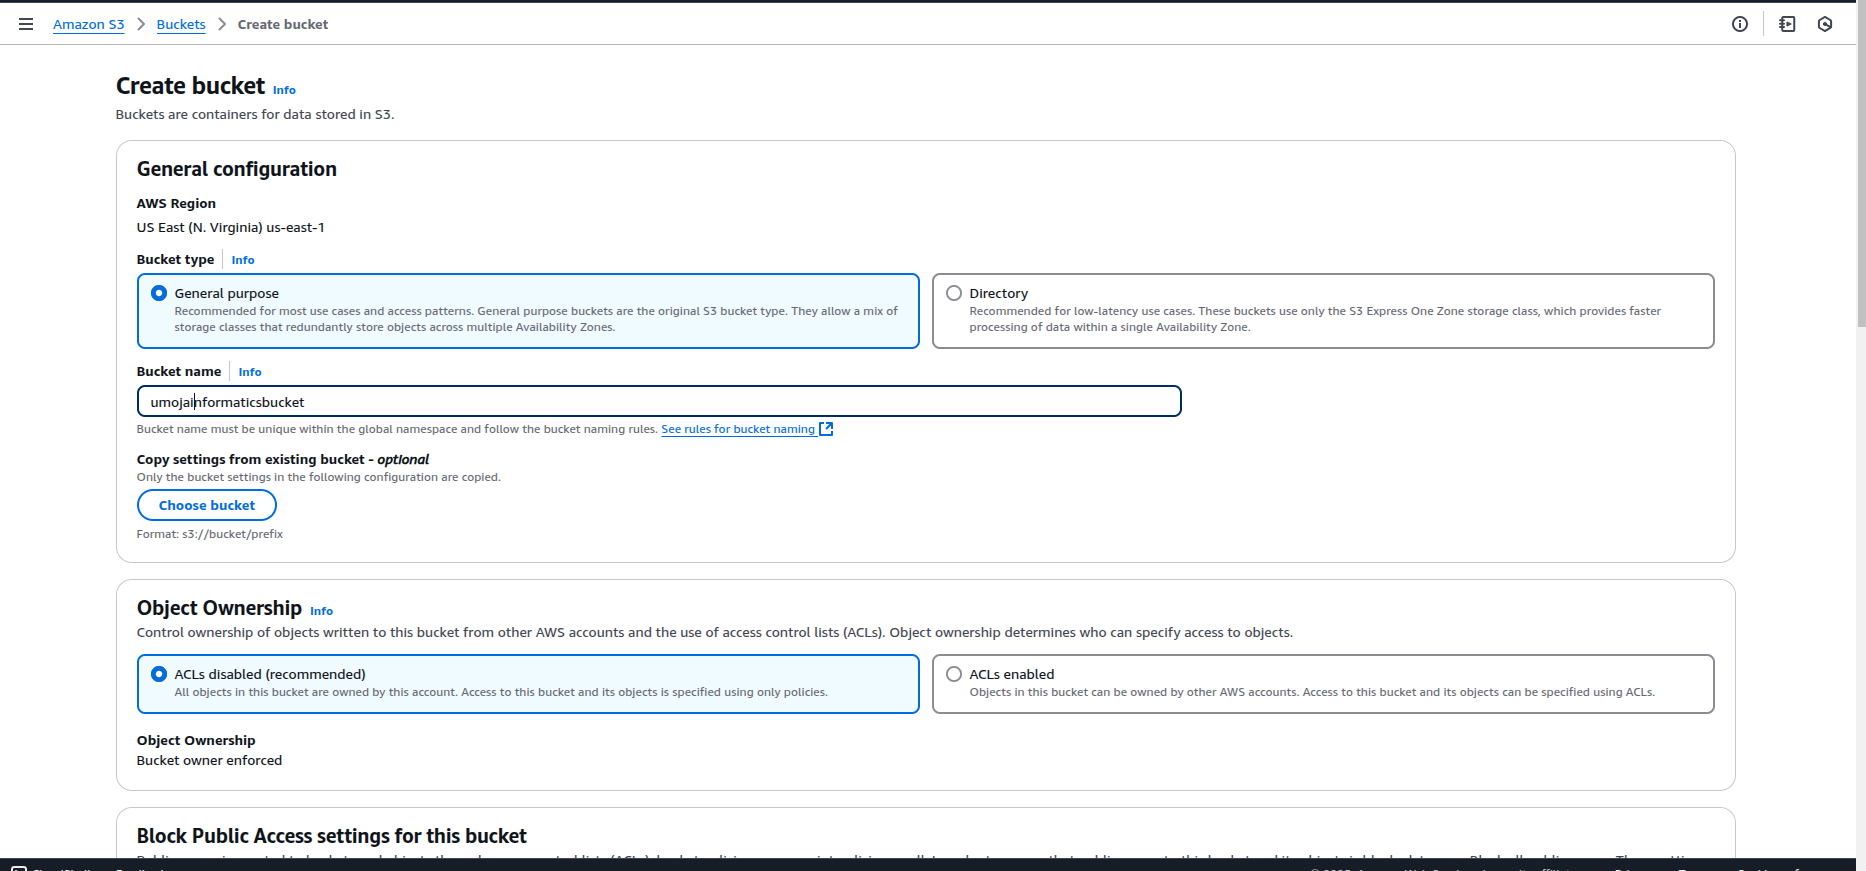 Amazon S3 > Buckets > Create bucket
Create bucket Info
Buckets are containers for data stored in S3.
General configuration
AWS Region
US East (N. Virginia) us-east-1
Bucket type Info
General purpose
Recommended for most use cases and access patterns. General purpose buckets are the original S3 bucket type. They allow a mix of
storage classes that redundantly store objects across multiple Availability Zones.
Directory
Recommended for low-latency use cases. These buckets use only the S3 Express One Zone storage class, which provides faster
processing of data within a single Availability Zone.
Bucket name Info
umojainformaticsbucket
Bucket name must be unique within the global namespace and follow the bucket naming rules. See rules for bucket naming
Copy settings from existing bucket - optional
Only the bucket settings in the following configuration are copied.
Choose bucket
Format: s3://bucket/prefix
Object Ownership Info
Control ownership of objects written to this bucket from other AWS accounts and the use of access control lists (ACLs). Object ownership determines who can specify access to objects.
ACLs disabled (recommended)
All objects in this bucket are owned by this account. Access to this bucket and its objects is specified using only policies.
ACLs enabled
Objects in this bucket can be owned by other AWS accounts. Access to this bucket and its objects can be specified using ACLs.
Object Ownership
Bucket owner enforced
Block Public Access settings for this bucket